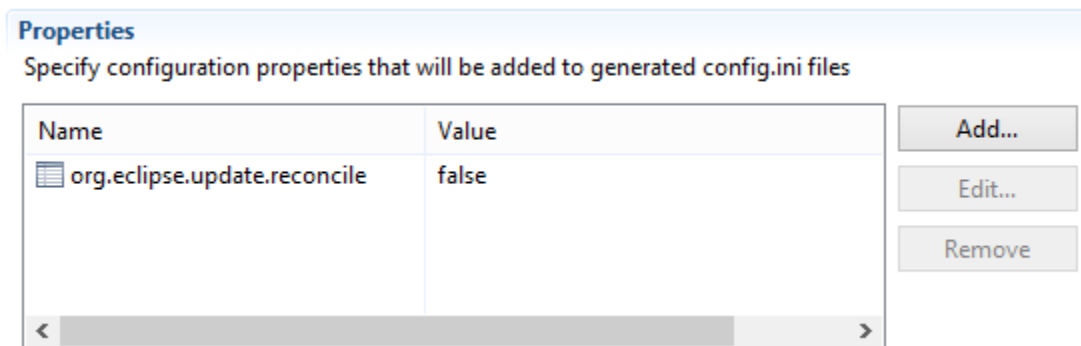 Properties
Specify configuration properties that will be added to generated config.ini files
Name Value Add...
org.eclipse.update.reconcile false Edit...
Remove